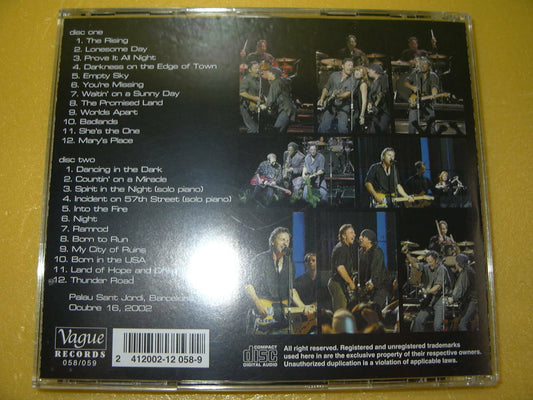 disc one
1. The Rising
2. Lonesome Day
3. Prove It All Night
4. Darkness on the Edge of Town
5. Empty Sky
6. You're Missing
7. Waitin' on a Sunny Day
8. The Promised Land
9. Worlds Apart
10. Badlands
11. She's the One
12. Mary's Place
disc two
1. Dancing in the Dark
2. Countin' on a Miracle
3. Spirit in the Night (solo piano)
4. Incident on 57th Street (solo piano)
5. Into the Fire
6. Night
7. Ramrod
8. Born to Run
9. My City of Ruins
10. Born in the USA
11. Land of Hope and
12. Thunder Road
Palau Sant Jordi, Barcelona
Ocubre 16, 2002
Vague
RECORDS
058/059
2 412002-12 058-9
COMPACT
disc
DIGITAL AUDIO
All right reserved. Registered and unregistered trademarks
used here in are the exclusive property of their respective owners.
Unauthorized duplication is a violation of applicable laws.